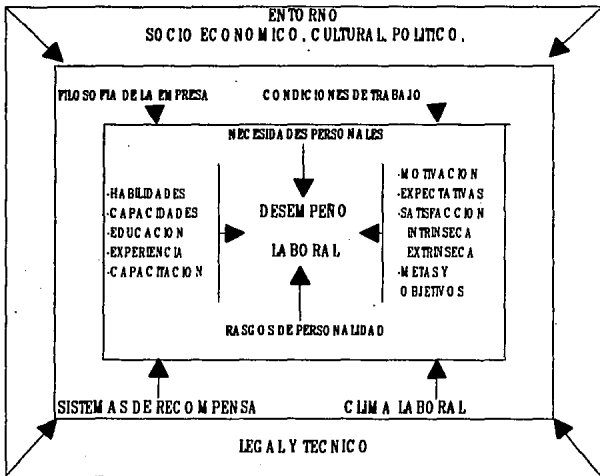 ENTORNO
SOCIO ECONOMICO, CULTURAL, POLITICO,
FILOSOFIA DE LA EMPRESA
CONDICIONES DE TRABAJO
NECESIDADES PERSONALES
-HABILIDADES
-CAPACIDADES
-EDUCACION
-EXPERIENCIA
-CAPACITACION
DESEMPEÑO
LABORAL
-MOTIVACION
-EXPECTATIVAS
-SATISFACCION
INTRINSECA
EXTRINSECA
-METAS Y
OBJETIVOS
RASGOS DE PERSONALIDAD
SISTEMAS DE RECOMPENSA
CLIMA LABORAL
LEGAL Y TECNICO